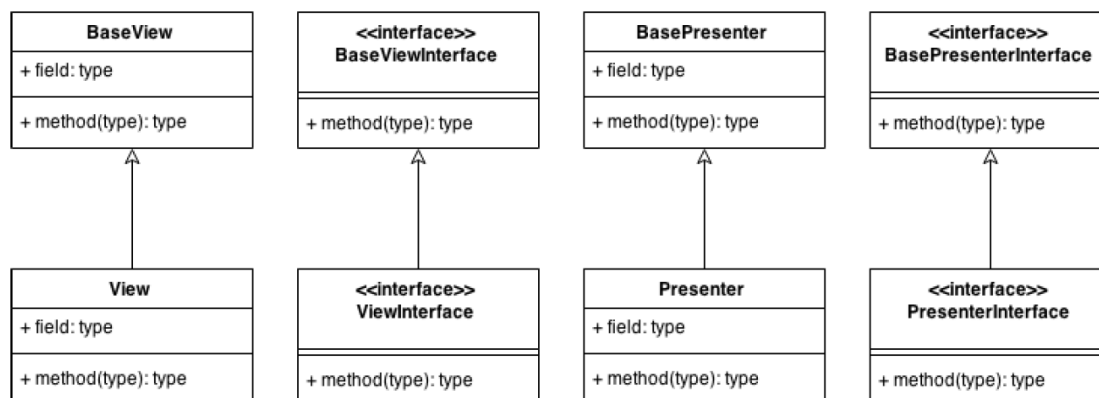 BaseView
+ field: type
+ method(type): type
<<interface>>
BaseViewInterface
+ method(type): type
BasePresenter
+ field: type
+ method(type): type
<<interface>>
BasePresenterInterface
+ method(type): type
View
+ field: type
+ method(type): type
<<interface>>
ViewInterface
+ method(type): type
Presenter
+ field: type
+ method(type): type
<<interface>>
PresenterInterface
+ method(type): type